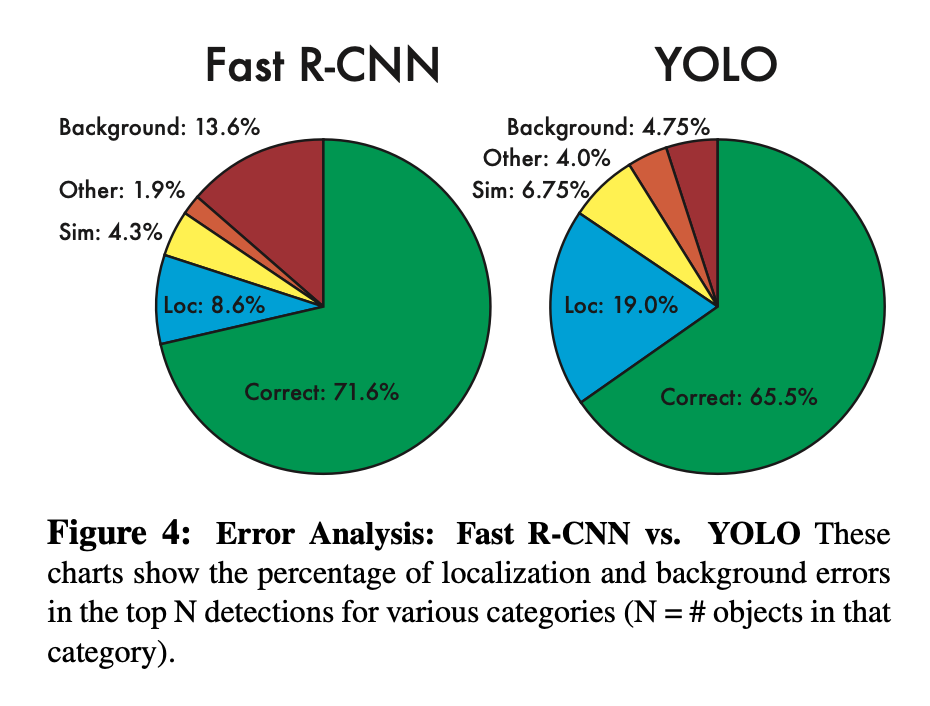 Fast R-CNN
Background: 13.6%
Other: 1.9%
Sim: 4.3%
Loc: 8.6%
Correct: 71.6%
YOLO
Background: 4.75%
Other: 4.0%
Sim: 6.75%
Loc: 19.0%
Correct: 65.5%
Figure 4: Error Analysis: Fast R-CNN vs. YOLO These
charts show the percentage of localization and background errors
in the top N detections for various categories (N = # objects in that
category).